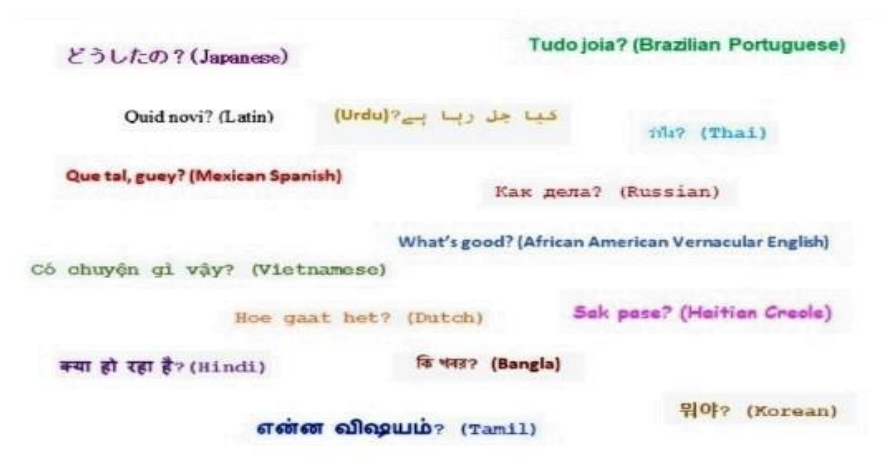 どうしたの？(Japanese)
Tudo joia? (Brazilian Portuguese)
Quid novi? (Latin)
کیا چل رہا ہے?(Urdu)
ว่าไง? (Thai)
Que tal, guey? (Mexican Spanish)
Как дела? (Russian)
What's good? (African American Vernacular English)
Có chuyện gì vậy? (Vietnamese)
Hoe gaat het? (Dutch)
Sak pase? (Haitian Creole)
क्या हो रहा है? (Hindi)
কি খবর? (Bangla)
뭐야? (Korean)
என்ன விஷயம்? (Tamil)